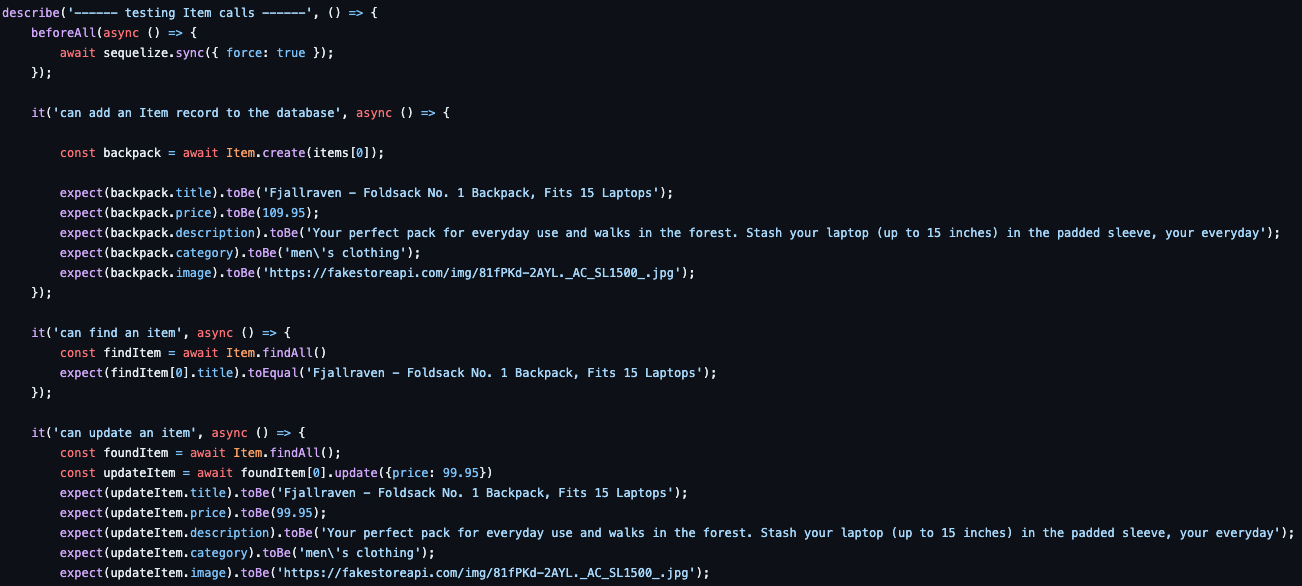 describe('------ testing Item calls ------', () => {
    beforeAll(async () => {
        await sequelize.sync({ force: true });
    });

    it('can add an Item record to the database', async () => {

        const backpack = await Item.create(items[0]);

        expect(backpack.title).toBe('Fjallraven - Foldsack No. 1 Backpack, Fits 15 Laptops');
        expect(backpack.price).toBe(109.95);
        expect(backpack.description).toBe('Your perfect pack for everyday use and walks in the forest. Stash your laptop (up to 15 inches) in the padded sleeve, your everyday');
        expect(backpack.category).toBe('men\'s clothing');
        expect(backpack.image).toBe('https://fakestoreapi.com/img/81fPKd-2AYL._AC_SL1500_.jpg');
    });

    it('can find an item', async () => {
        const findItem = await Item.findAll()
        expect(findItem[0].title).toEqual('Fjallraven - Foldsack No. 1 Backpack, Fits 15 Laptops');
    });

    it('can update an item', async () => {
        const foundItem = await Item.findAll();
        const updateItem = await foundItem[0].update({price: 99.95})
        expect(updateItem.title).toBe('Fjallraven - Foldsack No. 1 Backpack, Fits 15 Laptops');
        expect(updateItem.price).toBe(99.95);
        expect(updateItem.description).toBe('Your perfect pack for everyday use and walks in the forest. Stash your laptop (up to 15 inches) in the padded sleeve, your everyday');
        expect(updateItem.category).toBe('men\'s clothing');
        expect(updateItem.image).toBe('https://fakestoreapi.com/img/81fPKd-2AYL._AC_SL1500_.jpg');